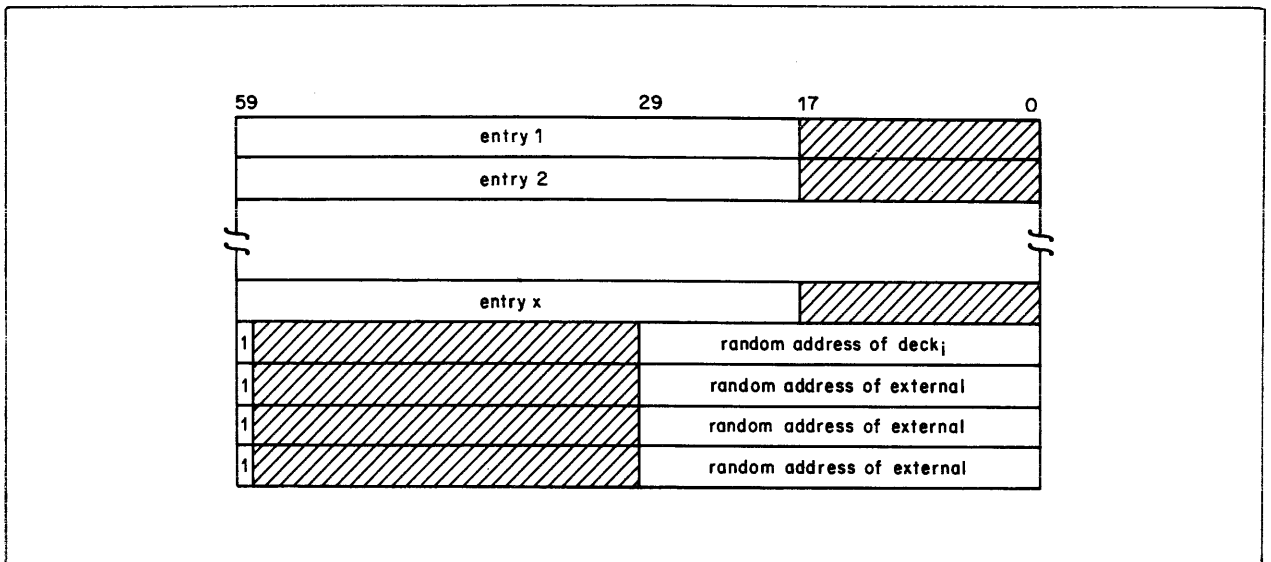 59 29 17 0
entry 1
entry 2
entry x
1 random address of deckᵢ
1 random address of external
1 random address of external
1 random address of external